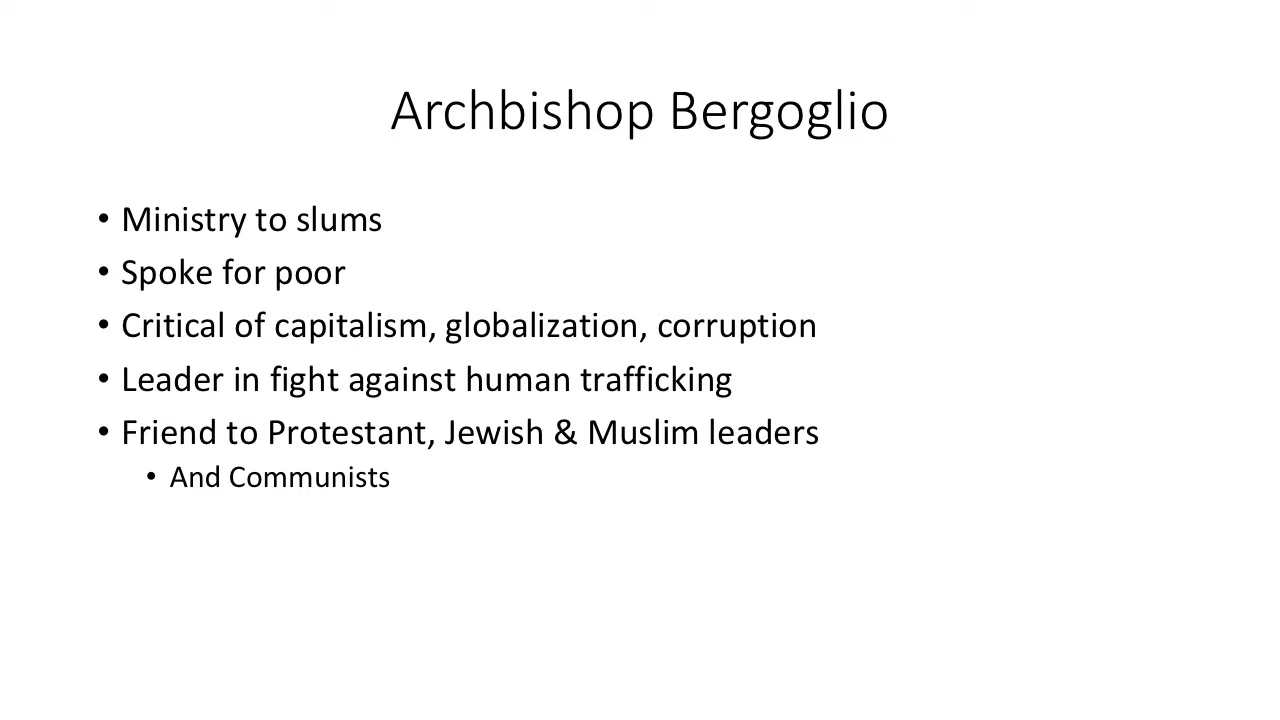 Archbishop Bergoglio
• Ministry to slums
• Spoke for poor
• Critical of capitalism, globalization, corruption
• Leader in fight against human trafficking
• Friend to Protestant, Jewish & Muslim leaders
• And Communists